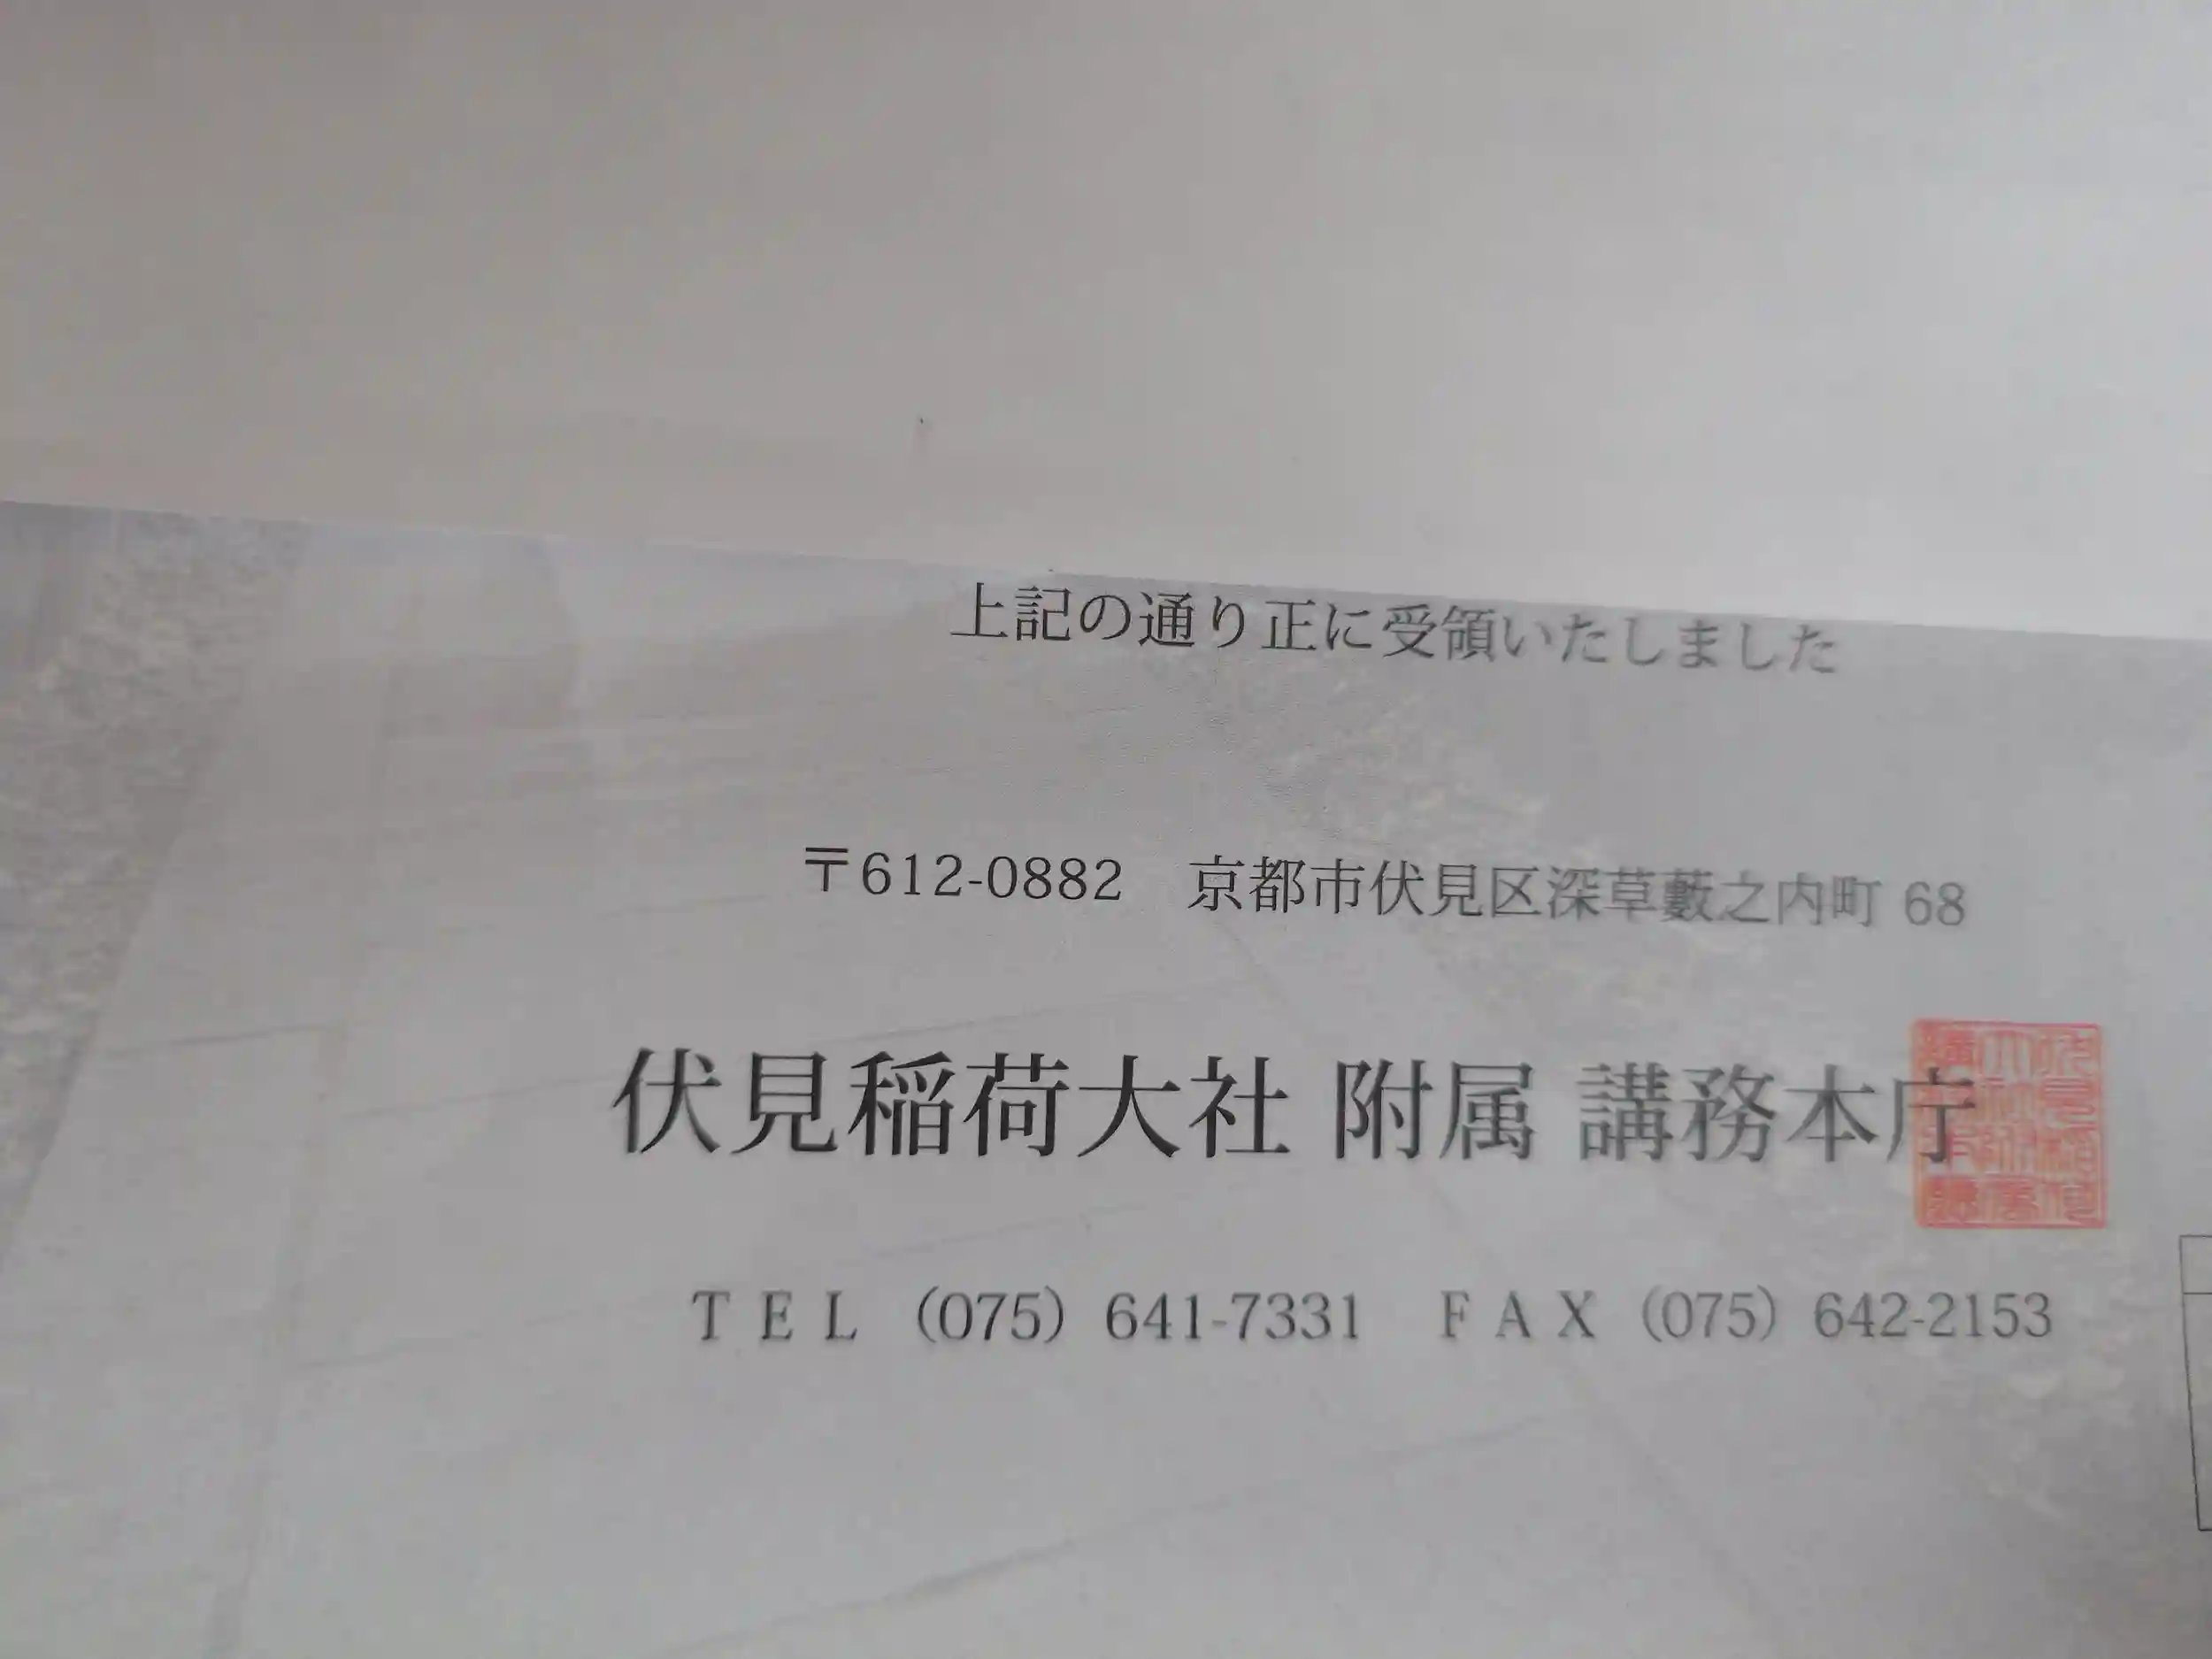 上記の通り正に受領いたしました
〒612-0882　京都市伏見区深草藪之内町 68
伏見稲荷大社 附属 講務本庁
ＴＥＬ（075）641-7331　ＦＡＸ（075）642-2153